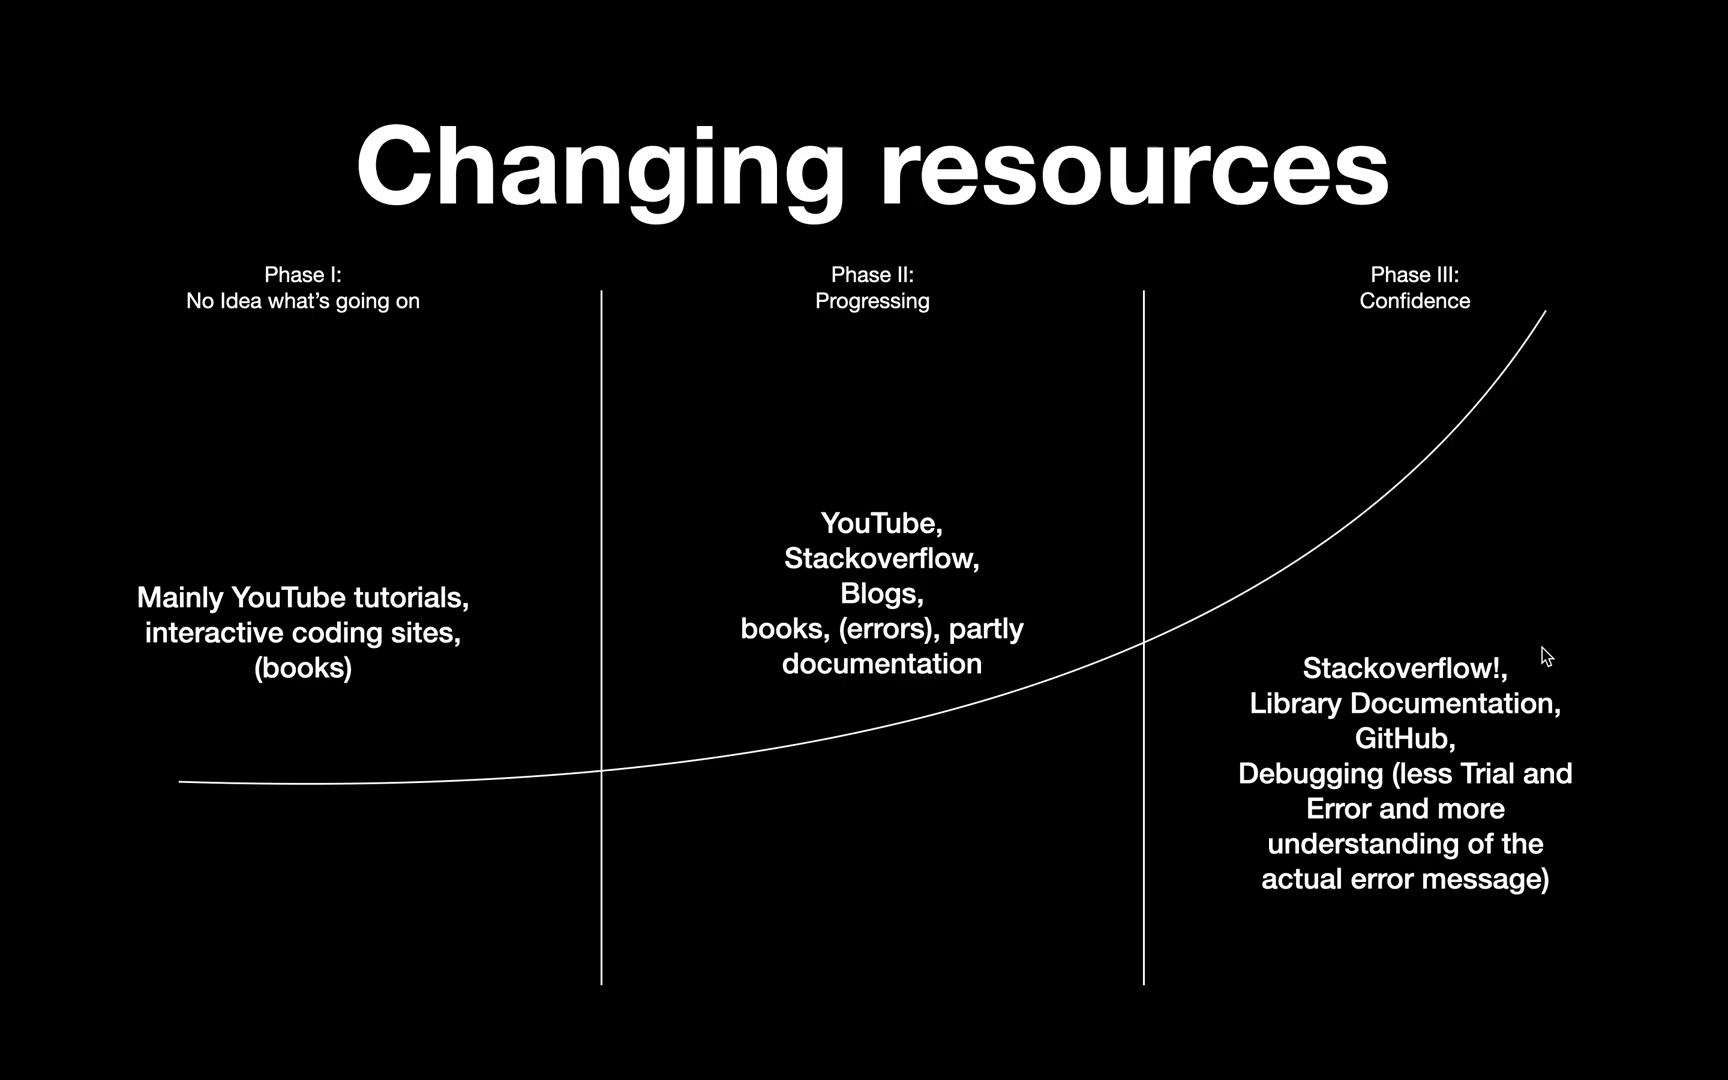 Changing resources
Phase I:
No Idea what's going on
Mainly YouTube tutorials,
interactive coding sites,
(books)
Phase II:
Progressing
YouTube,
Stackoverflow,
Blogs,
books, (errors), partly
documentation
Phase III:
Confidence
Stackoverflow!,
Library Documentation,
GitHub,
Debugging (less Trial and
Error and more
understanding of the
actual error message)